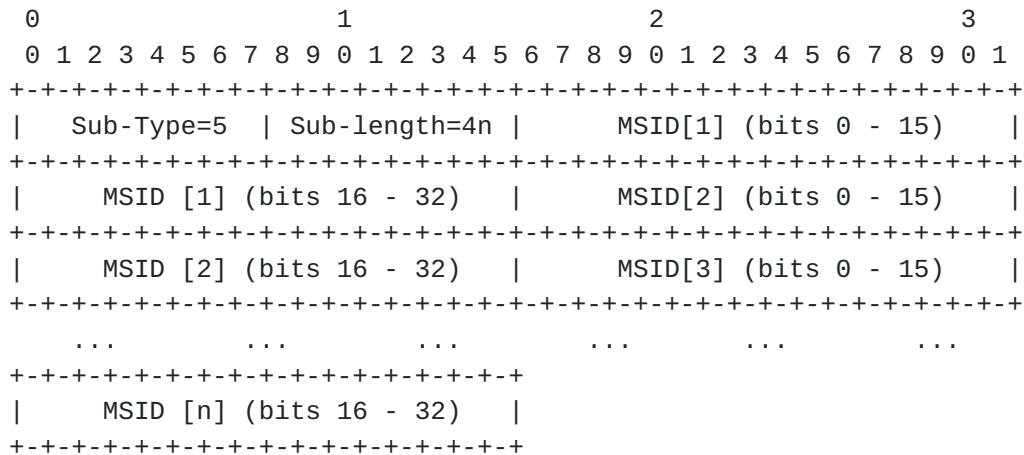 0                   1                   2                   3
 0 1 2 3 4 5 6 7 8 9 0 1 2 3 4 5 6 7 8 9 0 1 2 3 4 5 6 7 8 9 0 1
+-+-+-+-+-+-+-+-+-+-+-+-+-+-+-+-+-+-+-+-+-+-+-+-+-+-+-+-+-+-+-+-+
|   Sub-Type=5  | Sub-length=4n |      MSID[1] (bits 0 - 15)    |
+-+-+-+-+-+-+-+-+-+-+-+-+-+-+-+-+-+-+-+-+-+-+-+-+-+-+-+-+-+-+-+-+
|     MSID [1] (bits 16 - 32)   |      MSID[2] (bits 0 - 15)    |
+-+-+-+-+-+-+-+-+-+-+-+-+-+-+-+-+-+-+-+-+-+-+-+-+-+-+-+-+-+-+-+-+
|     MSID [2] (bits 16 - 32)   |      MSID[3] (bits 0 - 15)    |
+-+-+-+-+-+-+-+-+-+-+-+-+-+-+-+-+-+-+-+-+-+-+-+-+-+-+-+-+-+-+-+-+
    ...        ...        ...        ...       ...        ...
+-+-+-+-+-+-+-+-+-+-+-+-+-+-+-+-+
|     MSID [n] (bits 16 - 32)   |
+-+-+-+-+-+-+-+-+-+-+-+-+-+-+-+-+